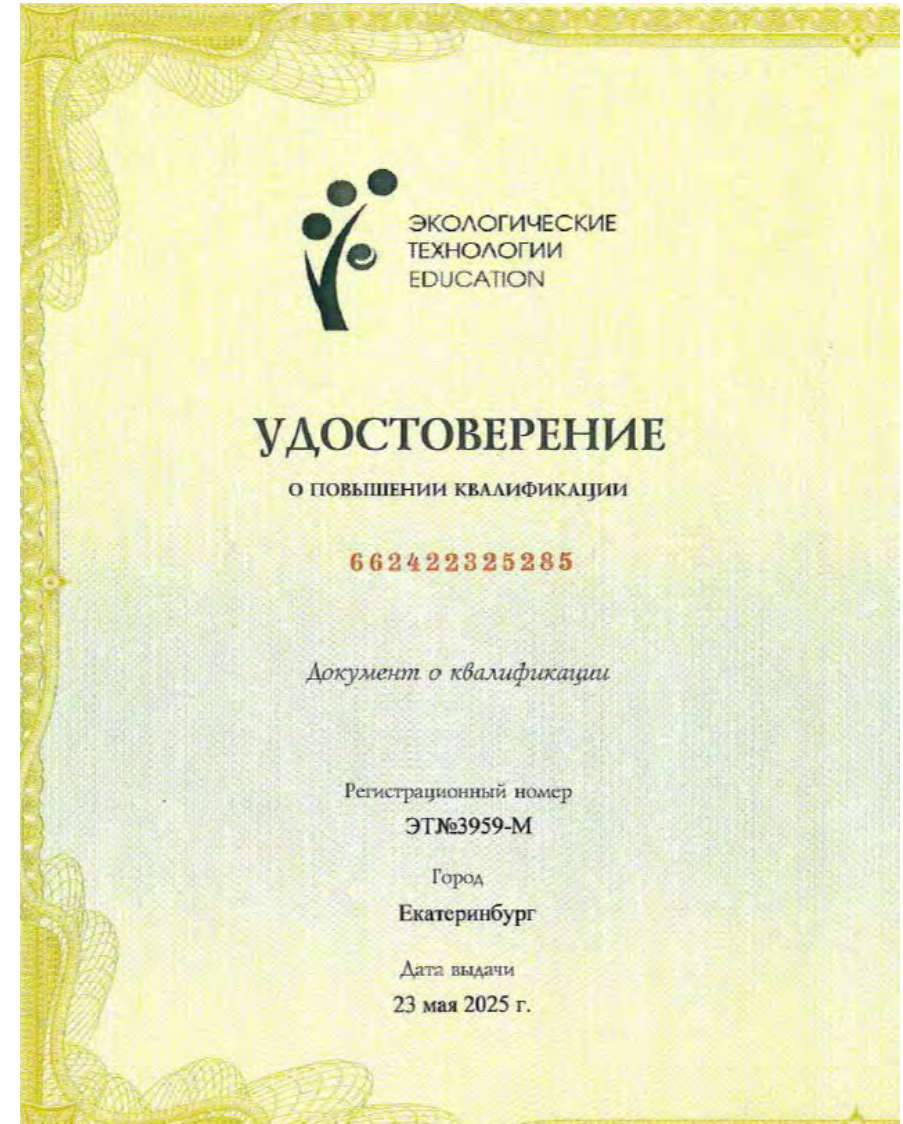 ЭКОЛОГИЧЕСКИЕ
ТЕХНОЛОГИИ
EDUCATION
УДОСТОВЕРЕНИЕ
О ПОВЫШЕНИИ КВАЛИФИКАЦИИ
662422325285
Документ о квалификации
Регистрационный номер
ЭТ№3959-М
Город
Екатеринбург
Дата выдачи
23 мая 2025 г.